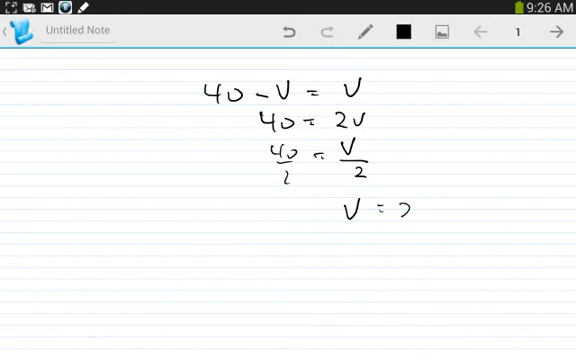 9:26 AM
Untitled Note
1
40 - V = V
40 = 2V
40/2 = V/2
V =